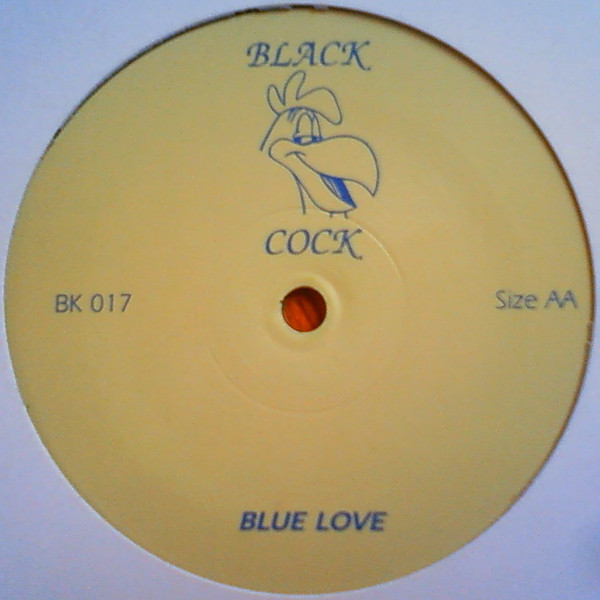 BLACK
COCK
BK 017
Size AA
BLUE LOVE